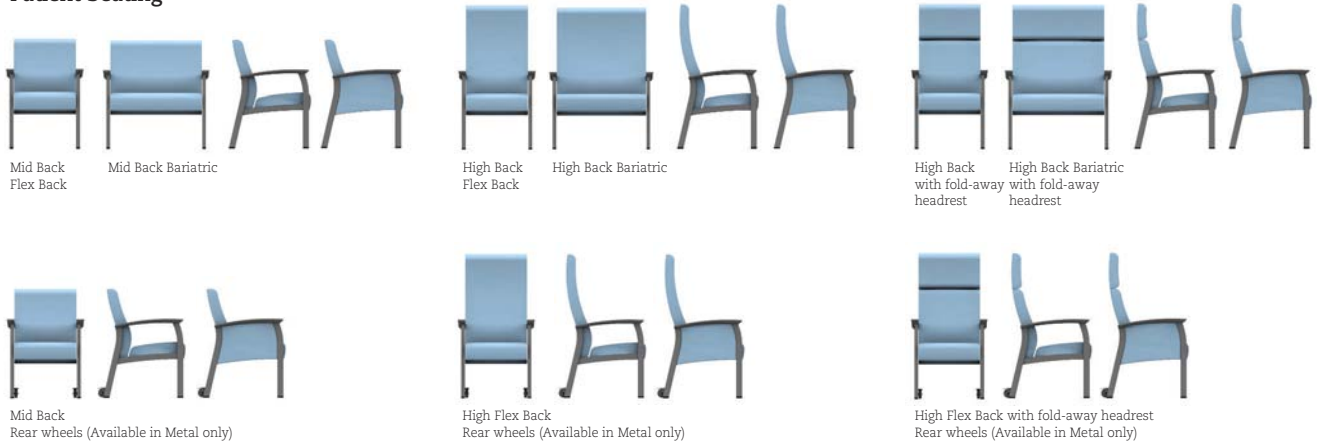 Patient Seating
Mid Back
Flex Back
Mid Back Bariatric
High Back
Flex Back
High Back Bariatric
High Back
with fold-away
headrest
High Back Bariatric
with fold-away
headrest
Mid Back
Rear wheels (Available in Metal only)
High Flex Back
Rear wheels (Available in Metal only)
High Flex Back with fold-away headrest
Rear wheels (Available in Metal only)